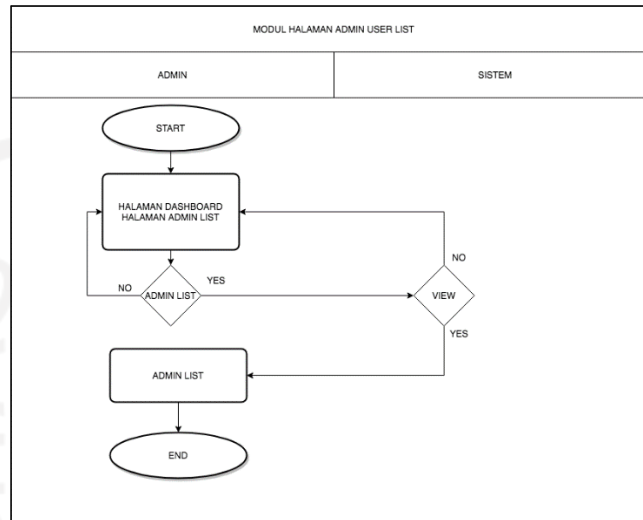 MODUL HALAMAN ADMIN USER LIST
ADMIN
SISTEM
START
HALAMAN DASHBOARD
HALAMAN ADMIN LIST
NO
ADMIN LIST
YES
NO
VIEW
YES
ADMIN LIST
END